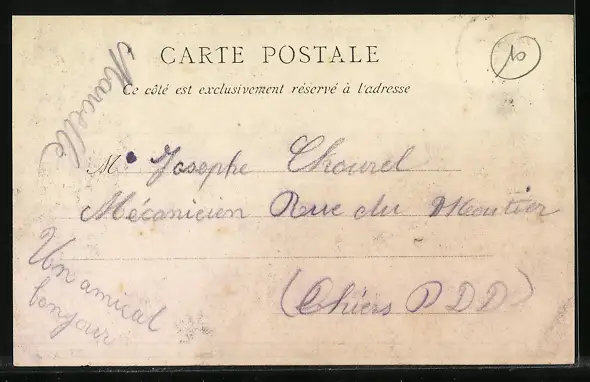 CARTE POSTALE
Ce côté est exclusivement réservé à l'adresse
10
Marcelle
Mr Josephe Chourel
Mécanicien Rue du Moutier
(Thiers P D D)
Un amical
bonjour